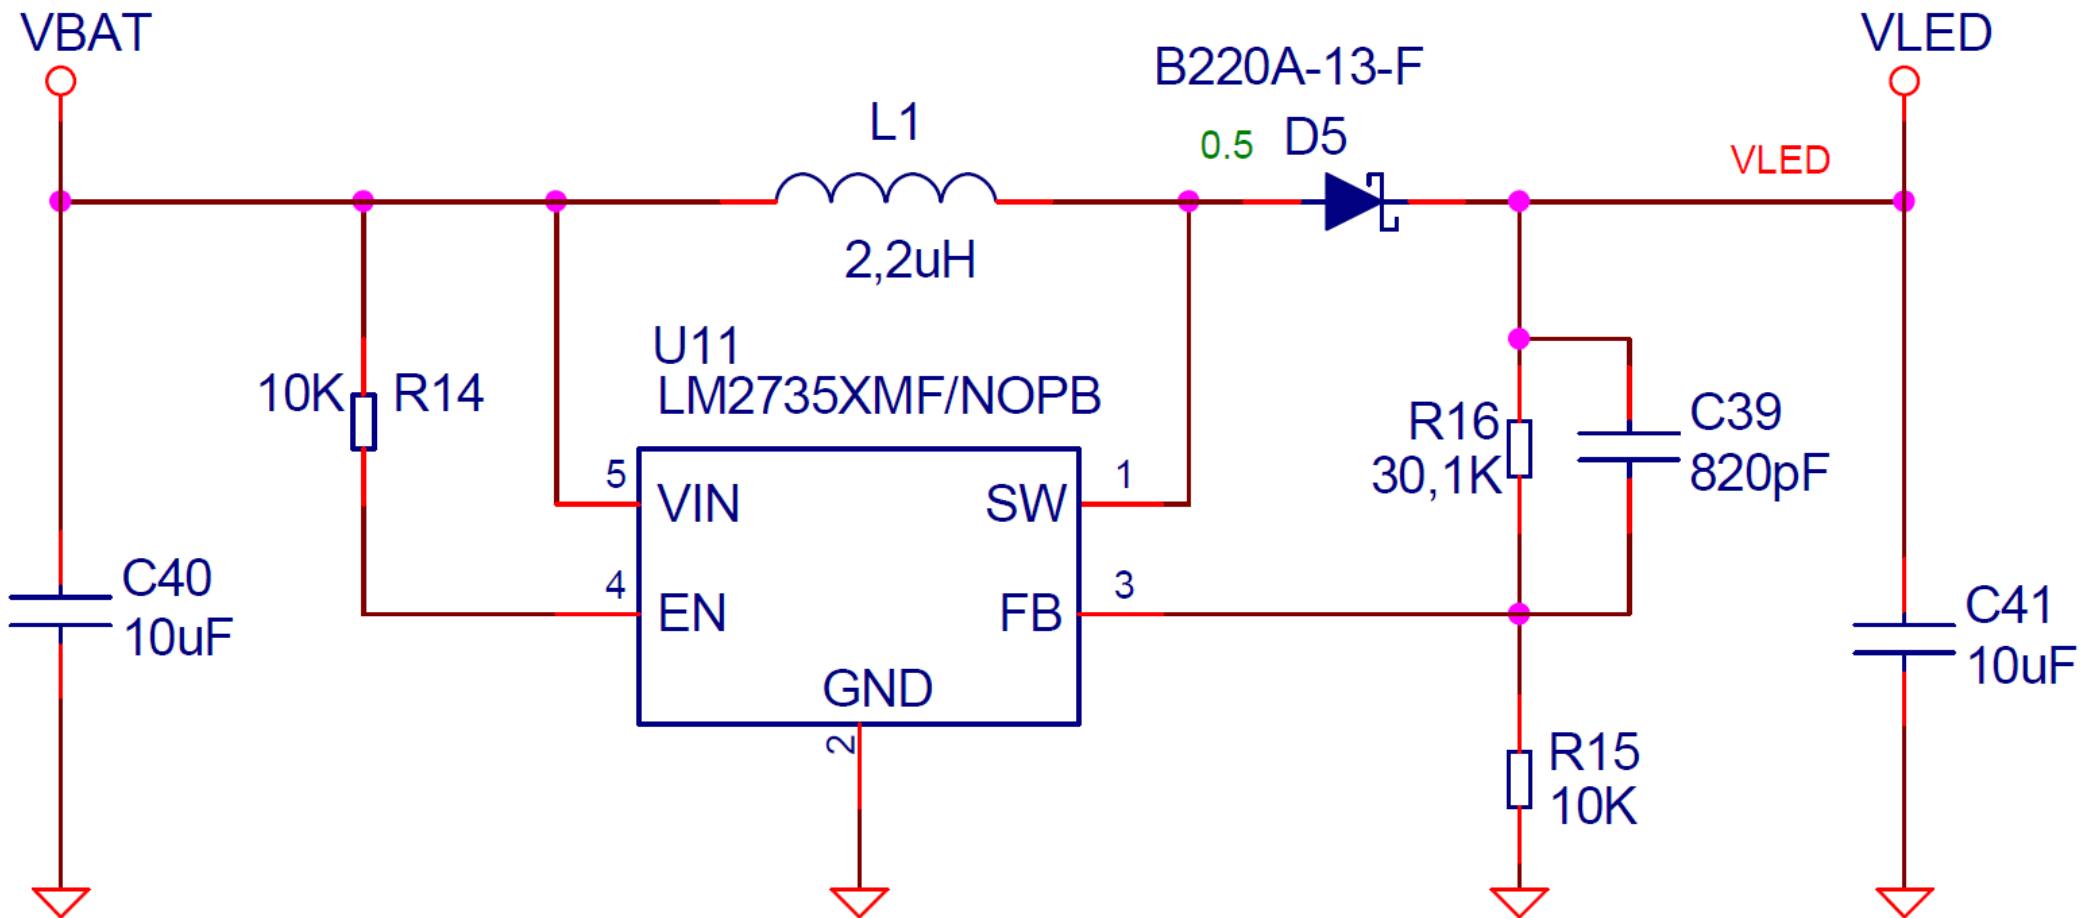 VBAT
VLED
B220A-13-F
L1
0.5
D5
VLED
2,2uH
U11
LM2735XMF/NOPB
10K
R14
R16
30,1K
C39
820pF
5
VIN
SW
1
4
EN
FB
3
C40
10uF
GND
2
C41
10uF
R15
10K